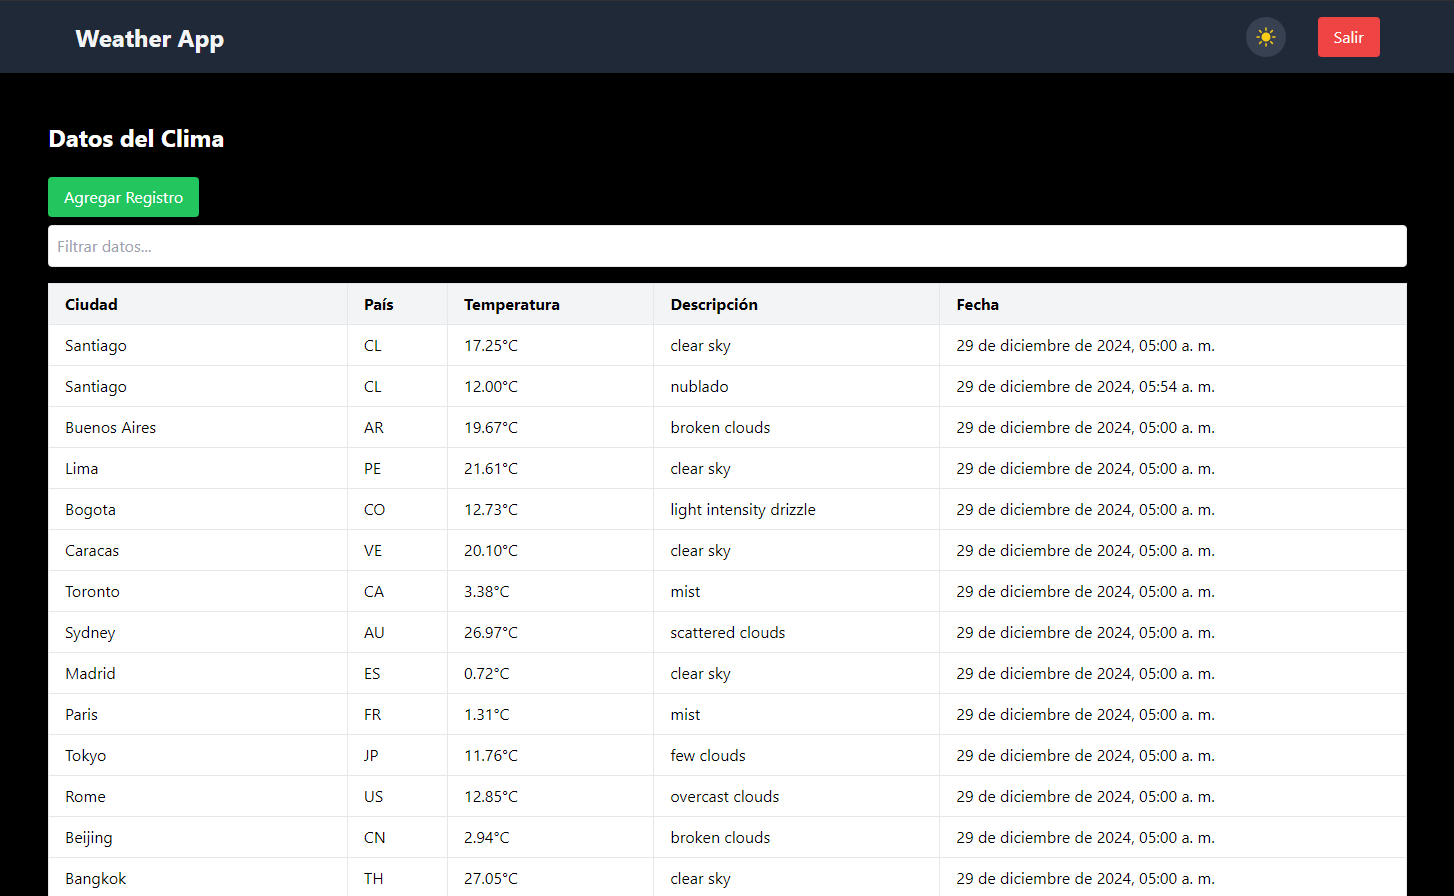 Weather App
Salir
Datos del Clima
Agregar Registro
Filtrar datos...
Ciudad País Temperatura Descripción Fecha
Santiago CL 17.25°C clear sky 29 de diciembre de 2024, 05:00 a. m.
Santiago CL 12.00°C nublado 29 de diciembre de 2024, 05:54 a. m.
Buenos Aires AR 19.67°C broken clouds 29 de diciembre de 2024, 05:00 a. m.
Lima PE 21.61°C clear sky 29 de diciembre de 2024, 05:00 a. m.
Bogota CO 12.73°C light intensity drizzle 29 de diciembre de 2024, 05:00 a. m.
Caracas VE 20.10°C clear sky 29 de diciembre de 2024, 05:00 a. m.
Toronto CA 3.38°C mist 29 de diciembre de 2024, 05:00 a. m.
Sydney AU 26.97°C scattered clouds 29 de diciembre de 2024, 05:00 a. m.
Madrid ES 0.72°C clear sky 29 de diciembre de 2024, 05:00 a. m.
Paris FR 1.31°C mist 29 de diciembre de 2024, 05:00 a. m.
Tokyo JP 11.76°C few clouds 29 de diciembre de 2024, 05:00 a. m.
Rome US 12.85°C overcast clouds 29 de diciembre de 2024, 05:00 a. m.
Beijing CN 2.94°C broken clouds 29 de diciembre de 2024, 05:00 a. m.
Bangkok TH 27.05°C clear sky 29 de diciembre de 2024, 05:00 a. m.